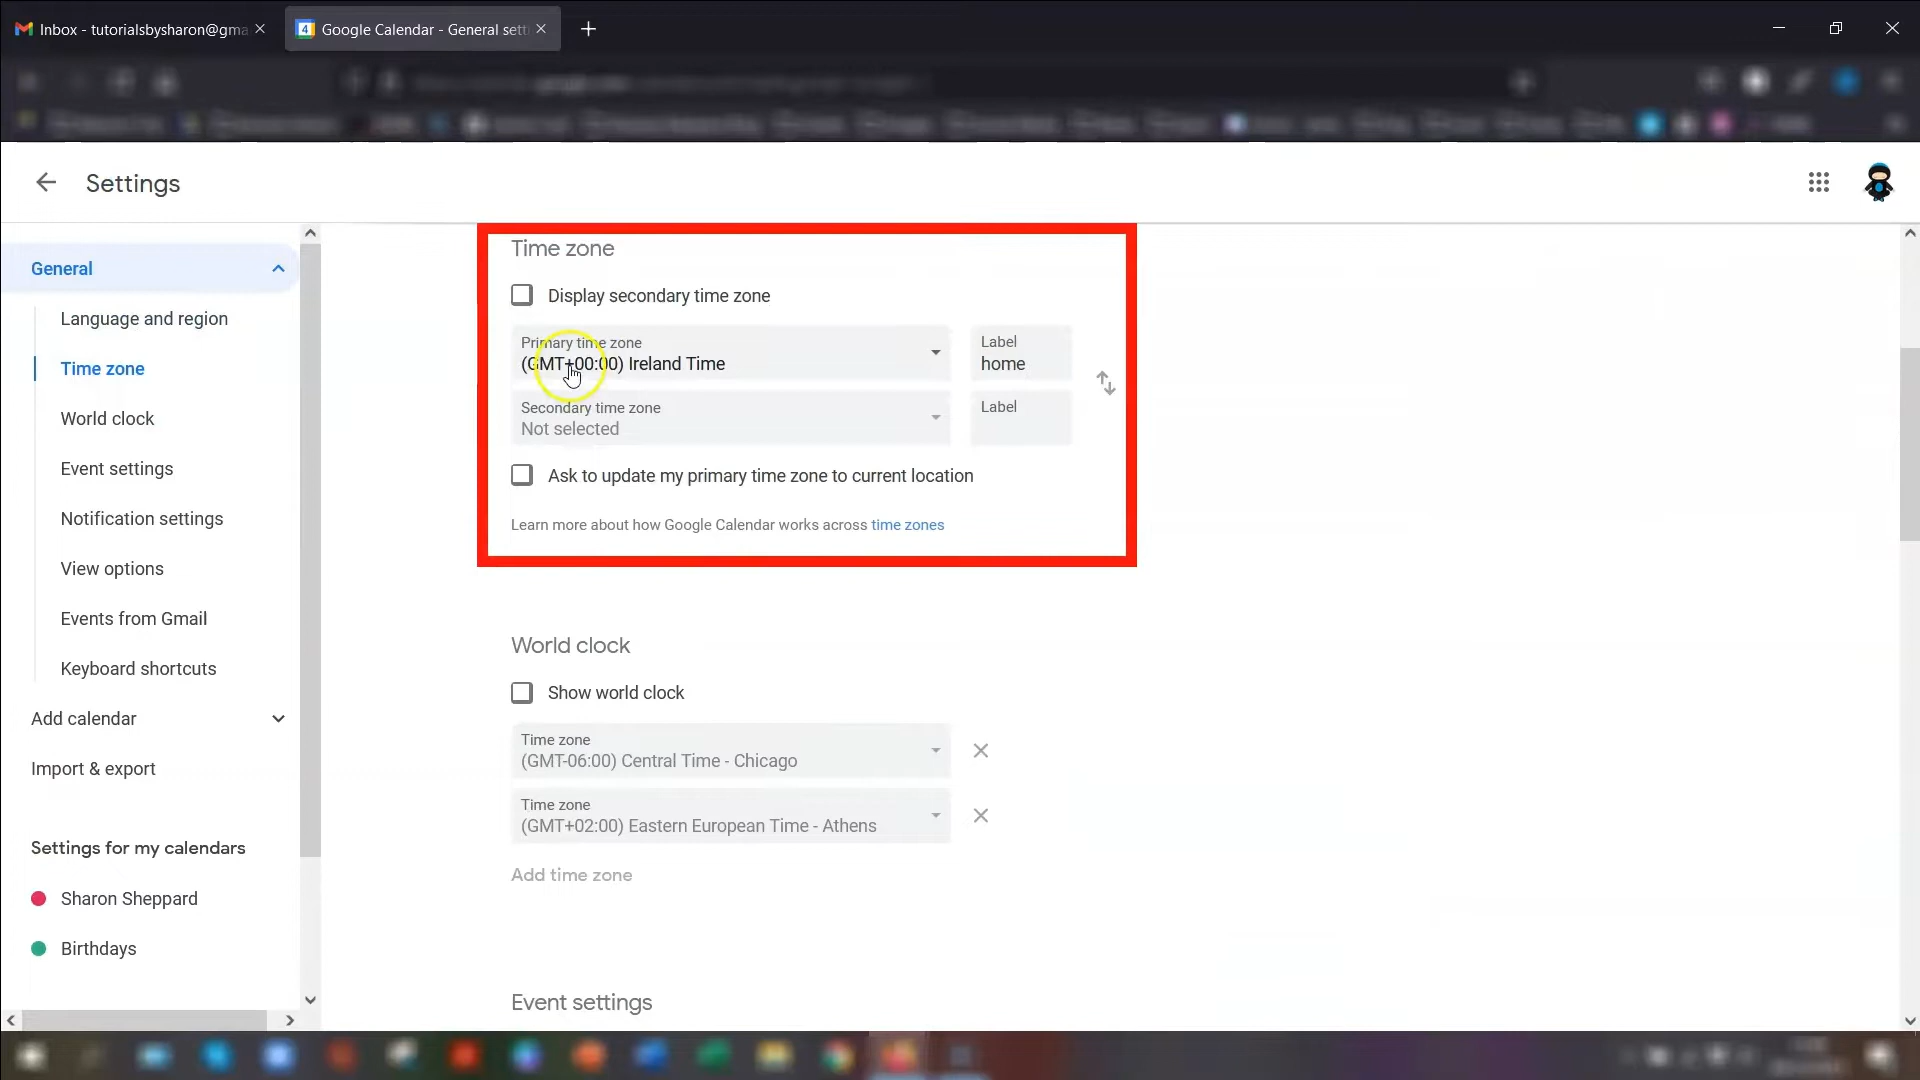 Inbox - tutorialsbysharon@gma
Google Calendar - General sett
Settings
General
Language and region
Time zone
World clock
Event settings
Notification settings
View options
Events from Gmail
Keyboard shortcuts
Add calendar
Import & export
Settings for my calendars
Sharon Sheppard
Birthdays
Time zone
Display secondary time zone
Primary time zone
(GMT+00:00) Ireland Time
Label
home
Secondary time zone
Not selected
Label
Ask to update my primary time zone to current location
Learn more about how Google Calendar works across time zones
World clock
Show world clock
Time zone
(GMT-06:00) Central Time - Chicago
Time zone
(GMT+02:00) Eastern European Time - Athens
Add time zone
Event settings